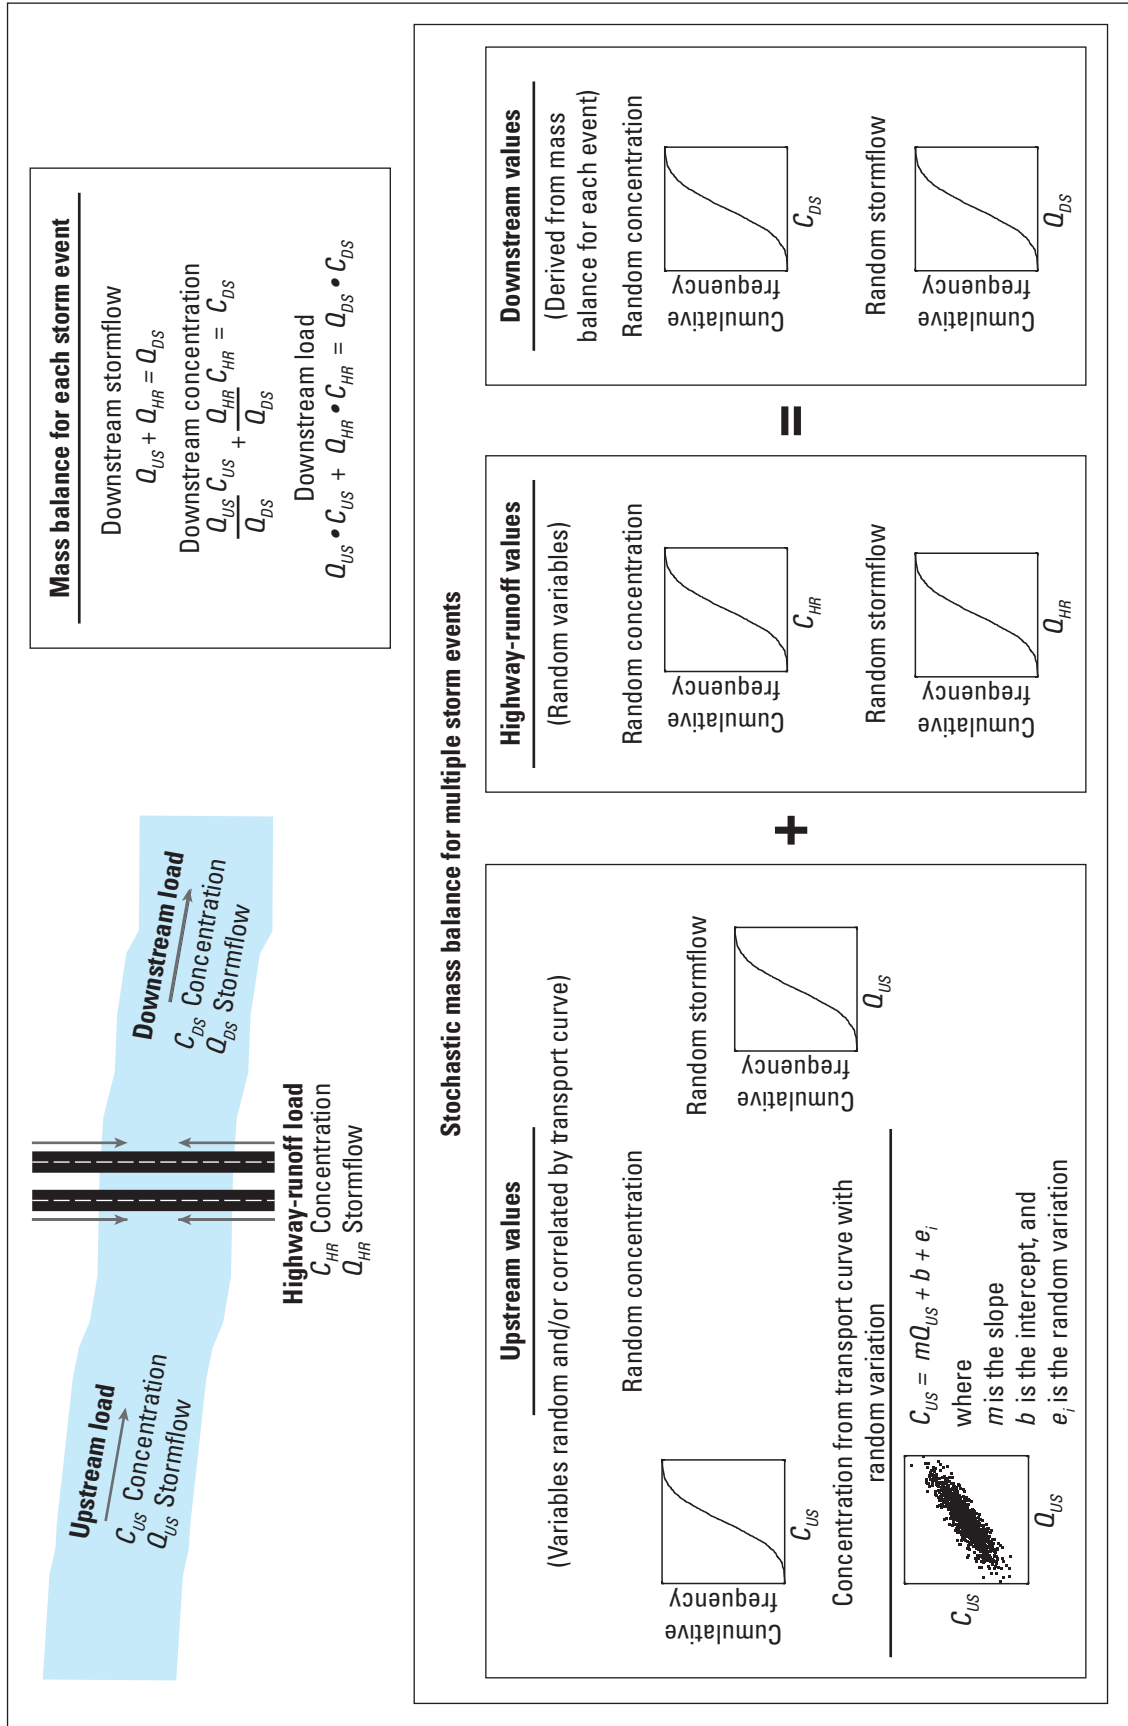 Upstream load
C_US Concentration
Q_US Stormflow
Highway-runoff load
C_HR Concentration
Q_HR Stormflow
Downstream load
C_DS Concentration
Q_DS Stormflow
Mass balance for each storm event
Downstream stormflow
Q_US + Q_HR = Q_DS
Downstream concentration
Q_US C_US / Q_DS + Q_HR C_HR / Q_DS = C_DS
Downstream load
Q_US • C_US + Q_HR • C_HR = Q_DS • C_DS
Stochastic mass balance for multiple storm events
Upstream values
(Variables random and/or correlated by transport curve)
Random concentration
Cumulative
frequency
C_US
Random stormflow
Cumulative
frequency
Q_US
Concentration from transport curve with
random variation
C_US
Q_US
C_US = mQ_US + b + e_i
where
m is the slope
b is the intercept, and
e_i is the random variation
+
Highway-runoff values
(Random variables)
Random concentration
Cumulative
frequency
C_HR
Random stormflow
Cumulative
frequency
Q_HR
=
Downstream values
(Derived from mass
balance for each event)
Random concentration
Cumulative
frequency
C_DS
Random stormflow
Cumulative
frequency
Q_DS